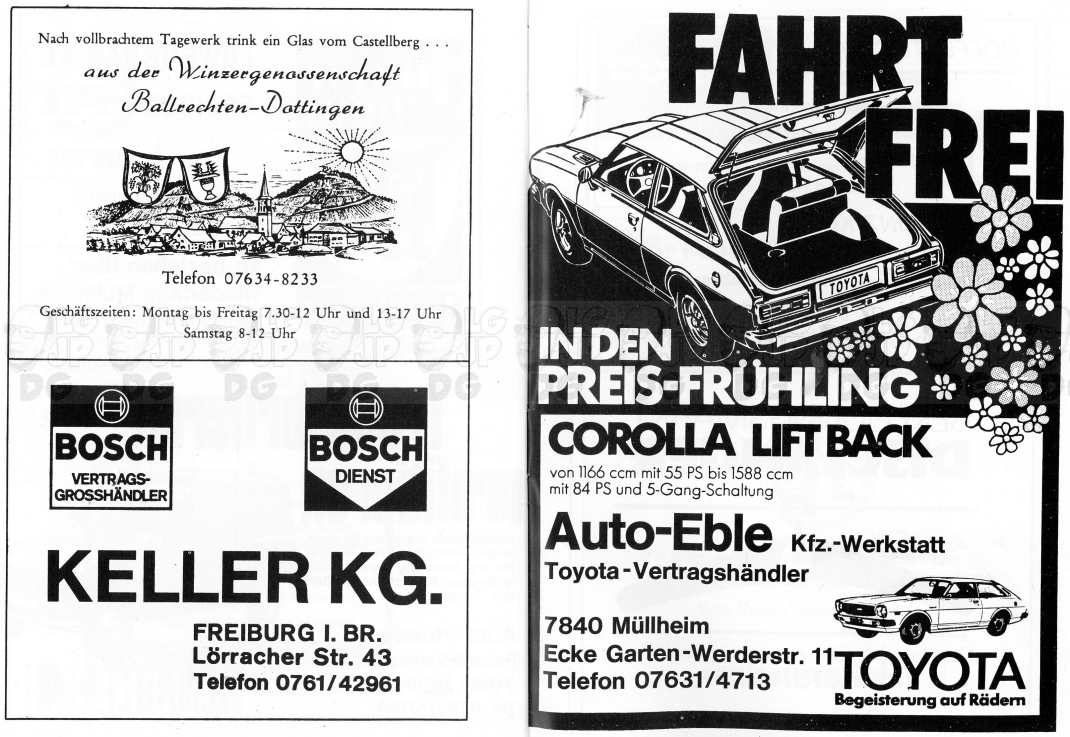 Nach vollbrachtem Tagewerk trink ein Glas vom Castellberg . . .
aus der Winzergenossenschaft
Ballrechten-Dottingen
Telefon 07634-8233
Geschäftszeiten: Montag bis Freitag 7.30-12 Uhr und 13-17 Uhr
Samstag 8-12 Uhr
BOSCH
VERTRAGS-
GROSSHÄNDLER
BOSCH
DIENST
KELLER KG.
FREIBURG I. BR.
Lörracher Str. 43
Telefon 0761/42961
FAHRT
FREI
TOYOTA
IN DEN
PREIS-FRÜHLING
COROLLA LIFTBACK
von 1166 ccm mit 55 PS bis 1588 ccm
mit 84 PS und 5-Gang-Schaltung
Auto-Eble Kfz.-Werkstatt
Toyota-Vertragshändler
7840 Müllheim
Ecke Garten-Werderstr. 11
Telefon 07631/4713
TOYOTA
Begeisterung auf Rädern